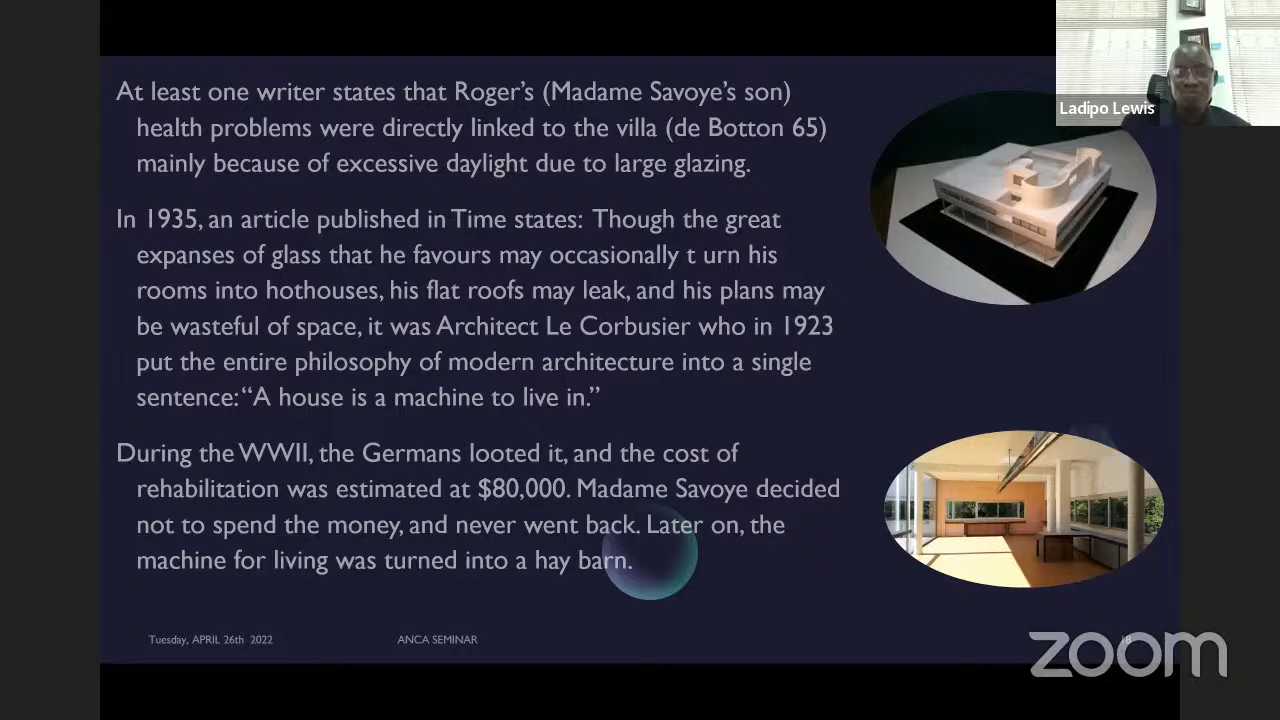 Ladipo Lewis
At least one writer states that Roger's (Madame Savoye's son)
health problems were directly linked to the villa (de Botton 65)
mainly because of excessive daylight due to large glazing.
In 1935, an article published in Time states: Though the great
expanses of glass that he favours may occasionally t urn his
rooms into hothouses, his flat roofs may leak, and his plans may
be wasteful of space, it was Architect Le Corbusier who in 1923
put the entire philosophy of modern architecture into a single
sentence: “A house is a machine to live in.”
During the WWII, the Germans looted it, and the cost of
rehabilitation was estimated at $80,000. Madame Savoye decided
not to spend the money, and never went back. Later on, the
machine for living was turned into a hay barn.
Tuesday, APRIL 26th 2022
ANCA SEMINAR
18
zoom